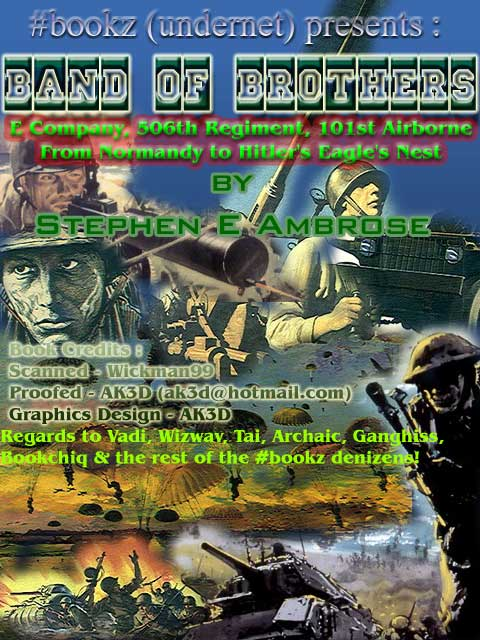 #bookz (undernet) presents :
BAND OF BROTHERS
E Company, 506th Regiment, 101st Airborne
From Normandy to Hitler's Eagle's Nest
BY
Stephen E Ambrose
Book Credits :
Scanned - Wickman99
Proofed - AK3D (ak3d@hotmail.com)
Graphics Design - AK3D
Regards to Vadi, Wizway, Tai, Archaic, Ganghiss,
Bookchiq & the rest of the #bookz denizens!